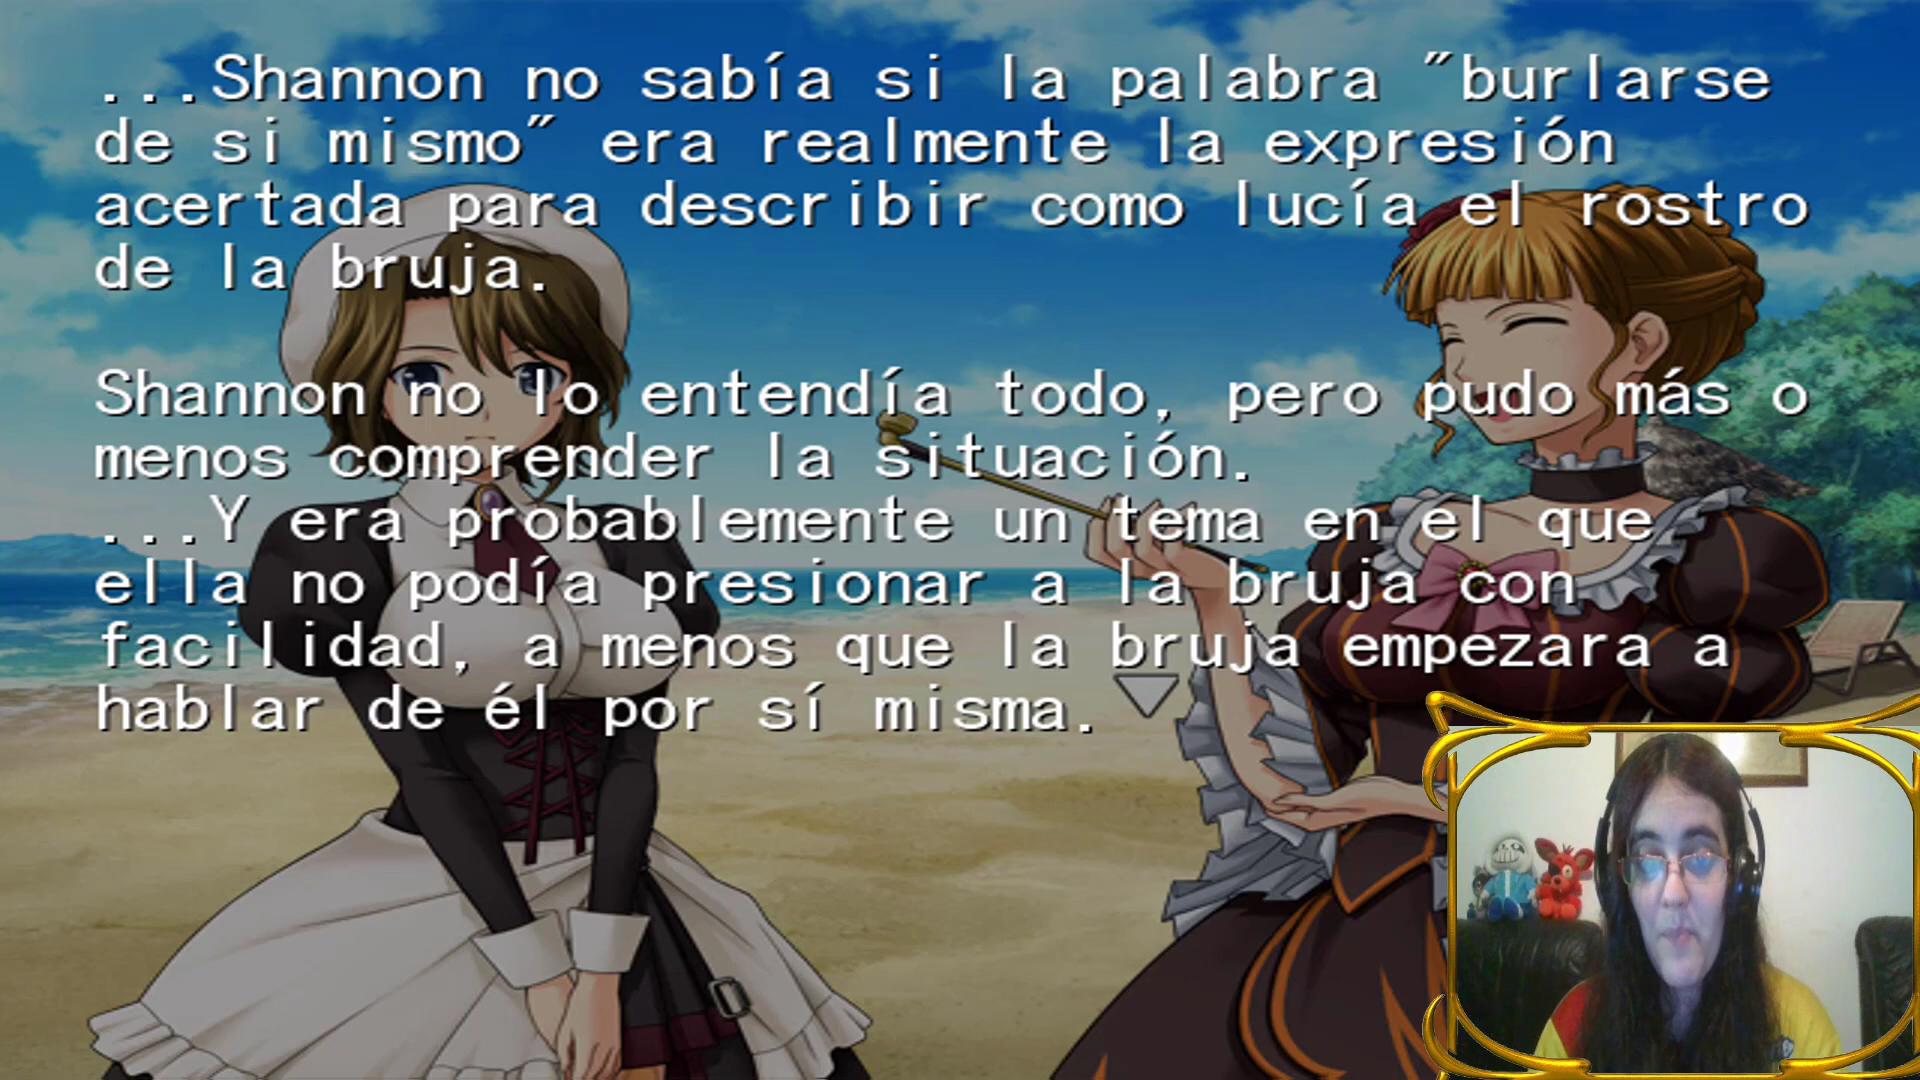 ...Shannon no sabía si la palabra "burlarse
de si mismo" era realmente la expresión
acertada para describir como lucía el rostro
de la bruja.
Shannon no lo entendía todo, pero pudo más o
menos comprender la situación.
...Y era probablemente un tema en el que
ella no podía presionar a la bruja con
facilidad, a menos que la bruja empezara a
hablar de él por sí misma.